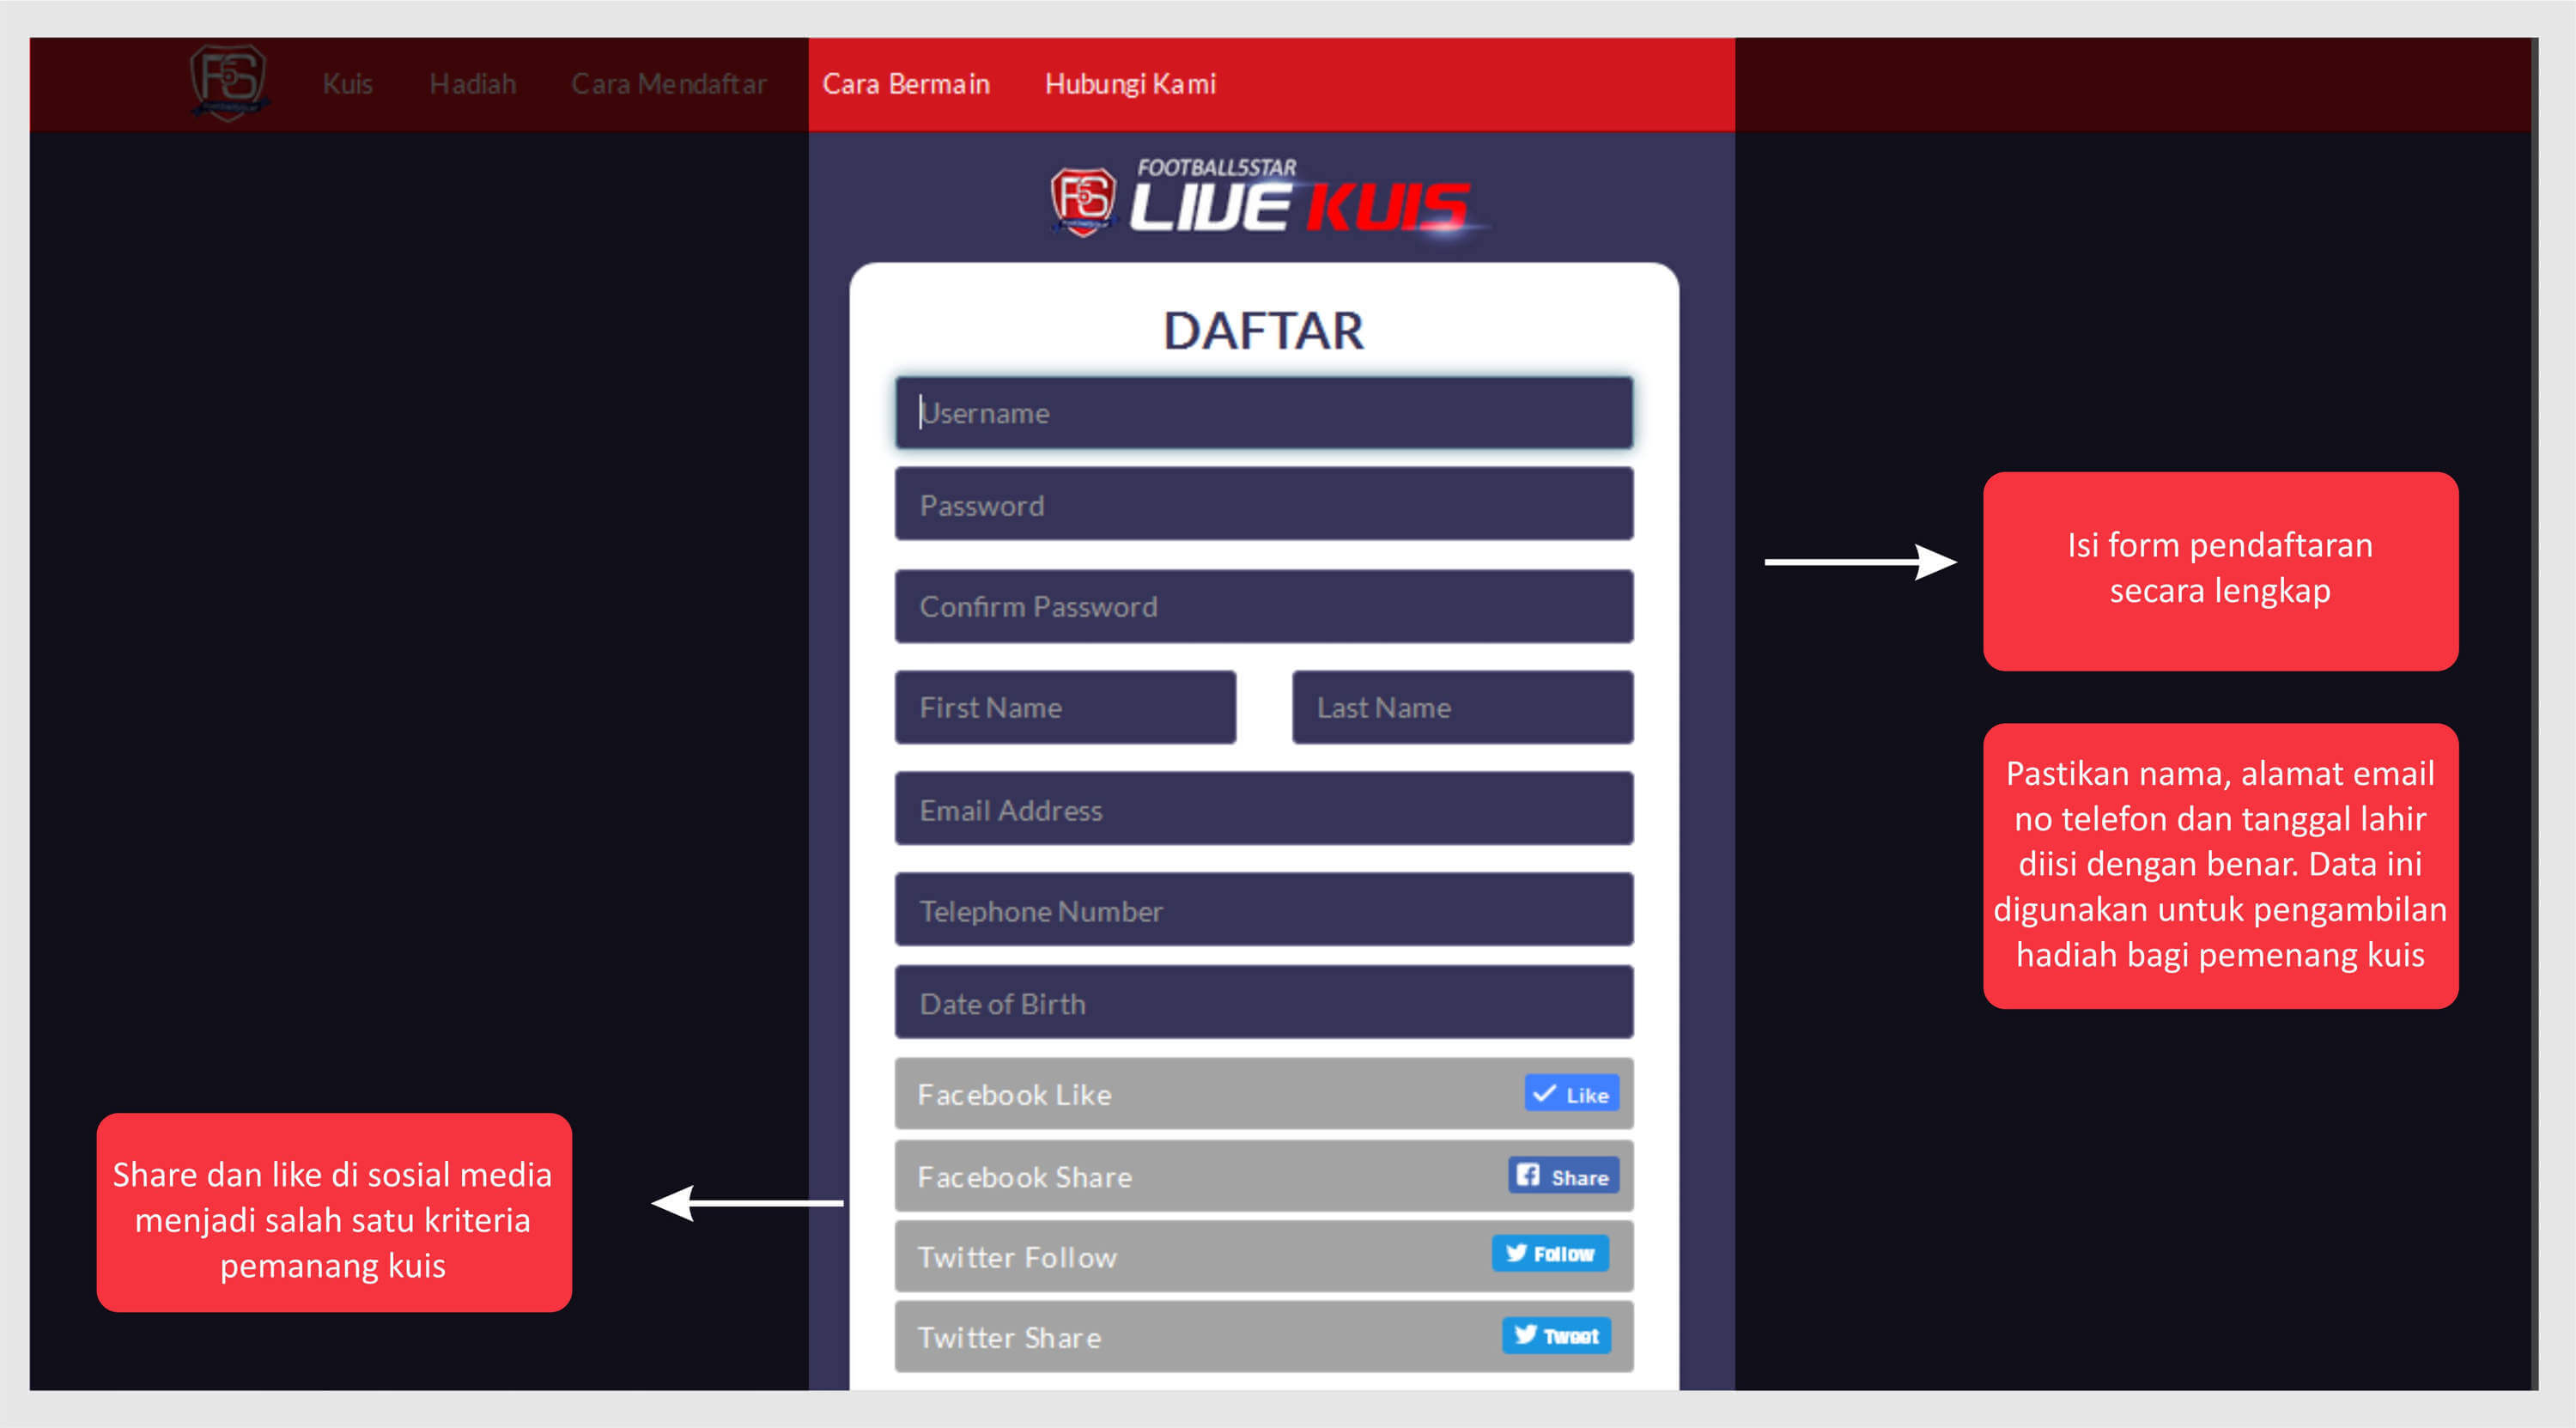 FS
Kuis
Hadiah
Cara Mendaftar
Cara Bermain
Hubungi Kami
FOOTBALL5STAR
LIVE KUIS
DAFTAR
Username
Password
Confirm Password
First Name
Last Name
Email Address
Telephone Number
Date of Birth
Facebook Like
Like
Facebook Share
Share
Twitter Follow
Follow
Twitter Share
Tweet
Isi form pendaftaran
secara lengkap
Pastikan nama, alamat email
no telefon dan tanggal lahir
diisi dengan benar. Data ini
digunakan untuk pengambilan
hadiah bagi pemenang kuis
Share dan like di sosial media
menjadi salah satu kriteria
pemanang kuis